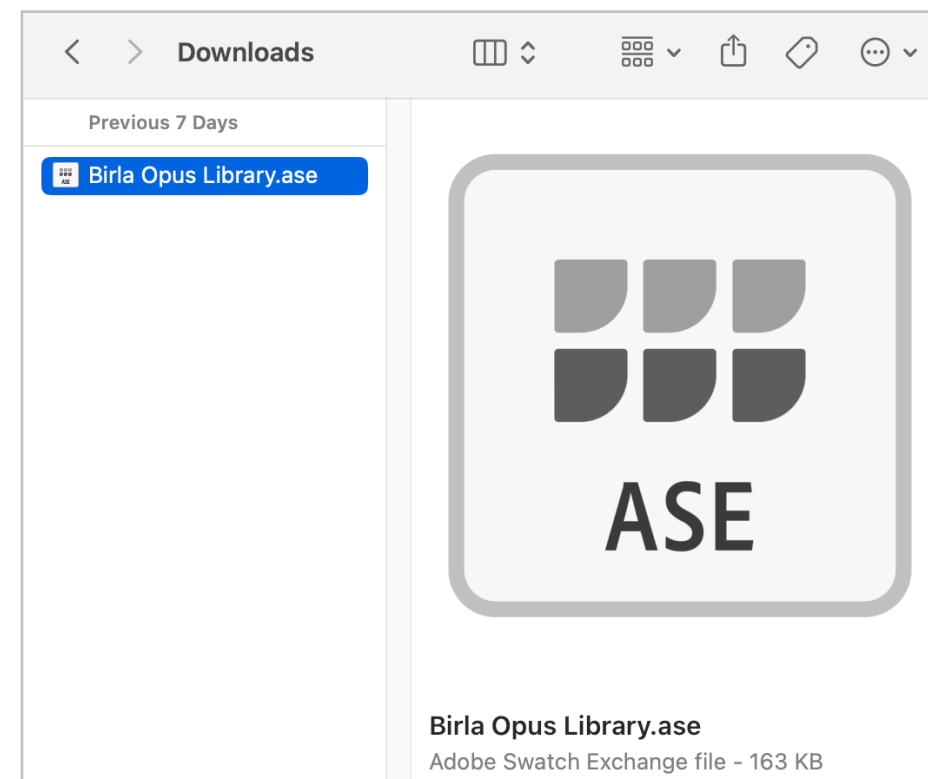 Downloads
Previous 7 Days
ASE
Birla Opus Library.ase
ASE
Birla Opus Library.ase
Adobe Swatch Exchange file – 163 KB